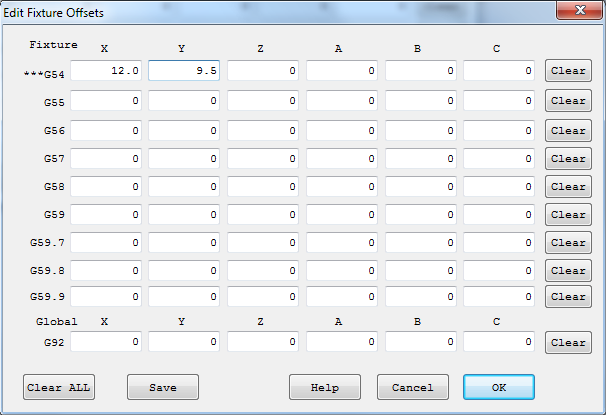 Edit Fixture Offsets
Fixture X Y Z A B C
***G54 12.0 9.5 0 0 0 0 Clear
G55 0 0 0 0 0 0 Clear
G56 0 0 0 0 0 0 Clear
G57 0 0 0 0 0 0 Clear
G58 0 0 0 0 0 0 Clear
G59 0 0 0 0 0 0 Clear
G59.7 0 0 0 0 0 0 Clear
G59.8 0 0 0 0 0 0 Clear
G59.9 0 0 0 0 0 0 Clear
Global X Y Z A B C
G92 0 0 0 0 0 0 Clear
Clear ALL Save Help Cancel OK